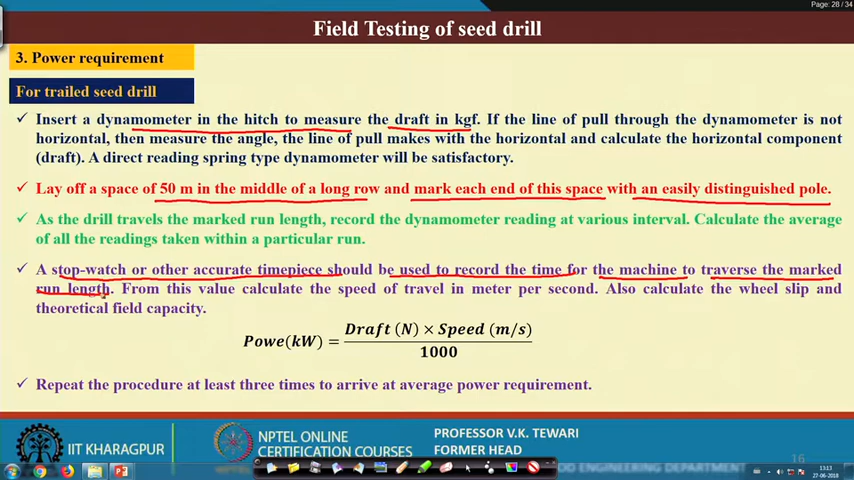 Page: 28 / 34
Field Testing of seed drill
3. Power requirement
For trailed seed drill
✓ Insert a dynamometer in the hitch to measure the draft in kgf. If the line of pull through the dynamometer is not
horizontal, then measure the angle, the line of pull makes with the horizontal and calculate the horizontal component
(draft). A direct reading spring type dynamometer will be satisfactory.
✓ Lay off a space of 50 m in the middle of a long row and mark each end of this space with an easily distinguished pole.
✓ As the drill travels the marked run length, record the dynamometer reading at various interval. Calculate the average
of all the readings taken within a particular run.
✓ A stop-watch or other accurate timepiece should be used to record the time for the machine to traverse the marked
run length. From this value calculate the speed of travel in meter per second. Also calculate the wheel slip and
theoretical field capacity.
Powe(kW) = Draft (N) × Speed (m/s) / 1000
✓ Repeat the procedure at least three times to arrive at average power requirement.
IIT KHARAGPUR
NPTEL ONLINE
CERTIFICATION COURSES
PROFESSOR V.K. TEWARI
FORMER HEAD
OOD ENGINEERING DEPARTMENT
16
13:13
27-06-2018